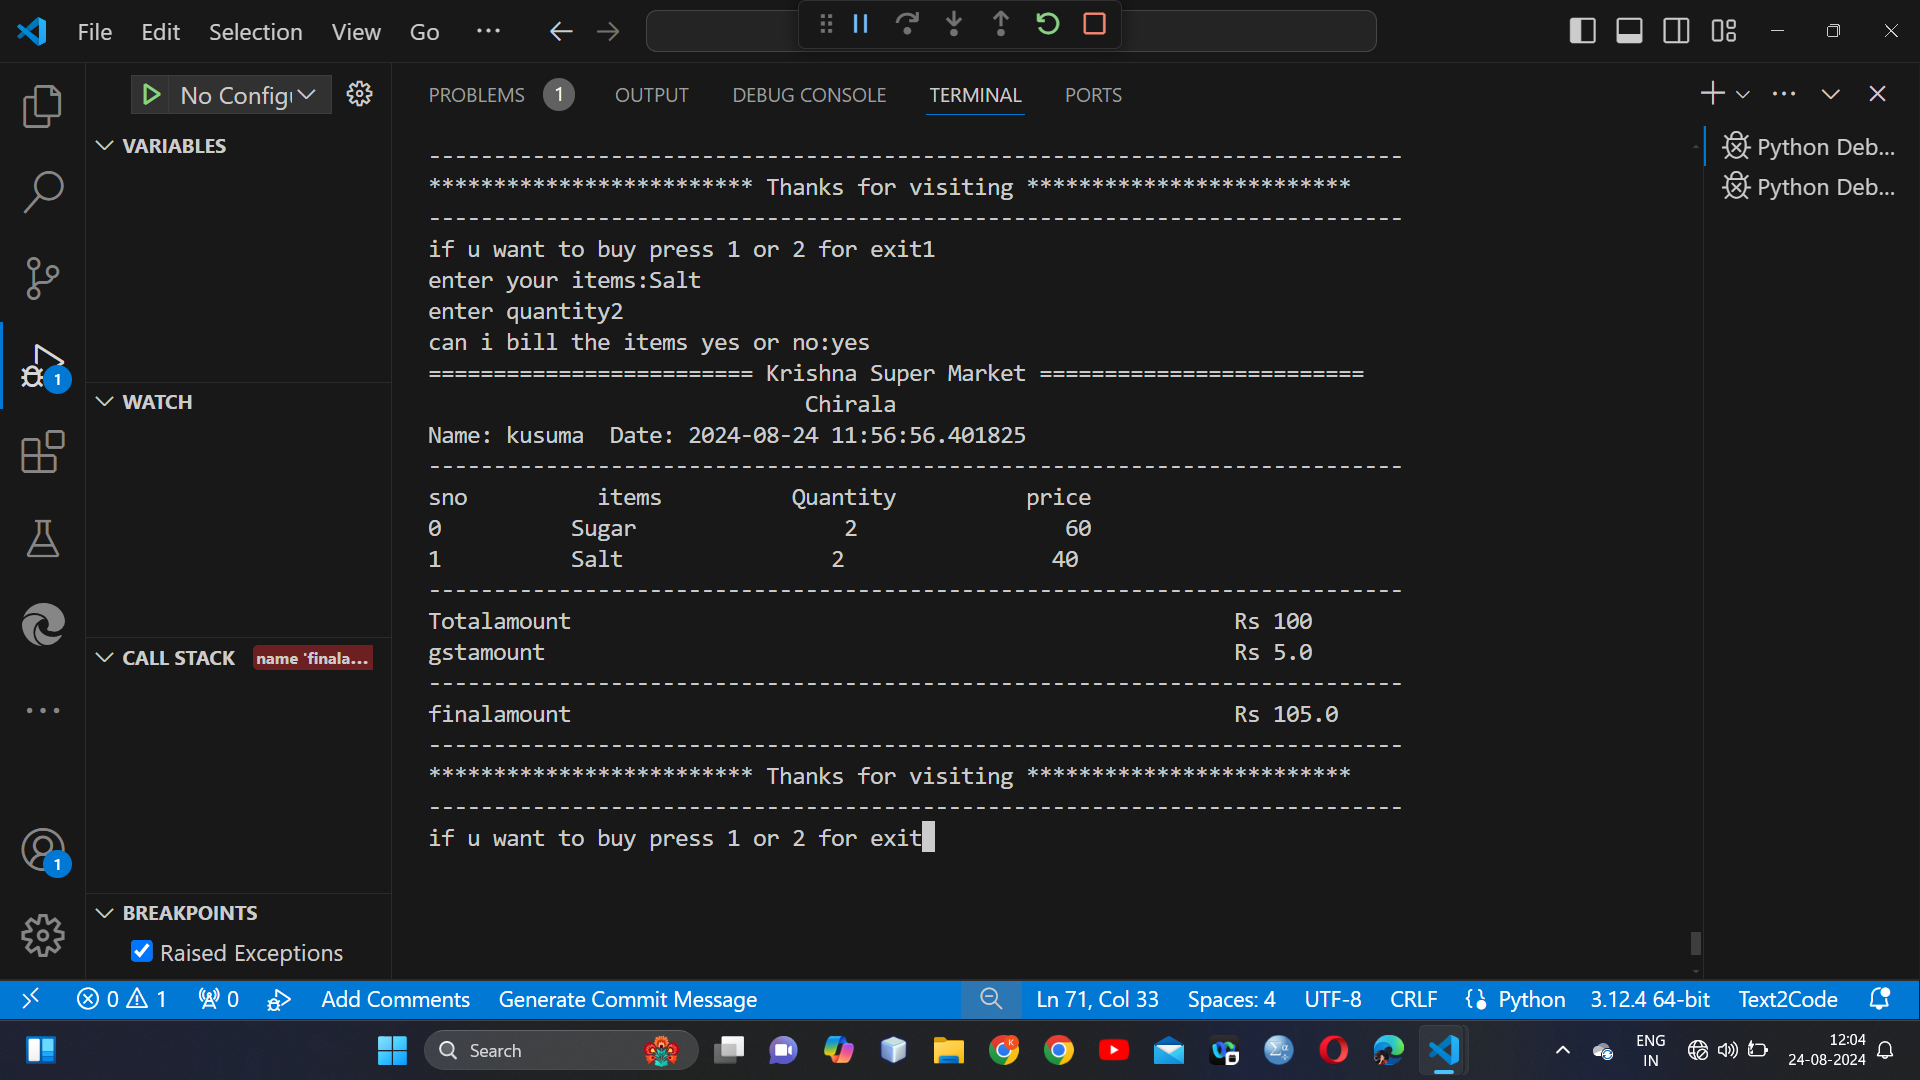 File Edit Selection View Go ···
No Configu
PROBLEMS 1 OUTPUT DEBUG CONSOLE TERMINAL PORTS
VARIABLES
WATCH
CALL STACK name 'finala...
BREAKPOINTS
Raised Exceptions
1
1
---------------------------------------------------------------------------
************************* Thanks for visiting *************************
---------------------------------------------------------------------------
if u want to buy press 1 or 2 for exit1
enter your items:Salt
enter quantity2
can i bill the items yes or no:yes
========================= Krishna Super Market =========================
Chirala
Name: kusuma  Date: 2024-08-24 11:56:56.401825
---------------------------------------------------------------------------
sno          items          Quantity          price
0          Sugar                2                60
1          Salt                2                40
---------------------------------------------------------------------------
Totalamount                                                   Rs 100
gstamount                                                     Rs 5.0
---------------------------------------------------------------------------
finalamount                                                   Rs 105.0
---------------------------------------------------------------------------
************************* Thanks for visiting *************************
---------------------------------------------------------------------------
if u want to buy press 1 or 2 for exit
Python Deb...
Python Deb...
0 1 0 Add Comments Generate Commit Message Ln 71, Col 33 Spaces: 4 UTF-8 CRLF {} Python 3.12.4 64-bit Text2Code
Search
ENG
IN
12:04
24-08-2024